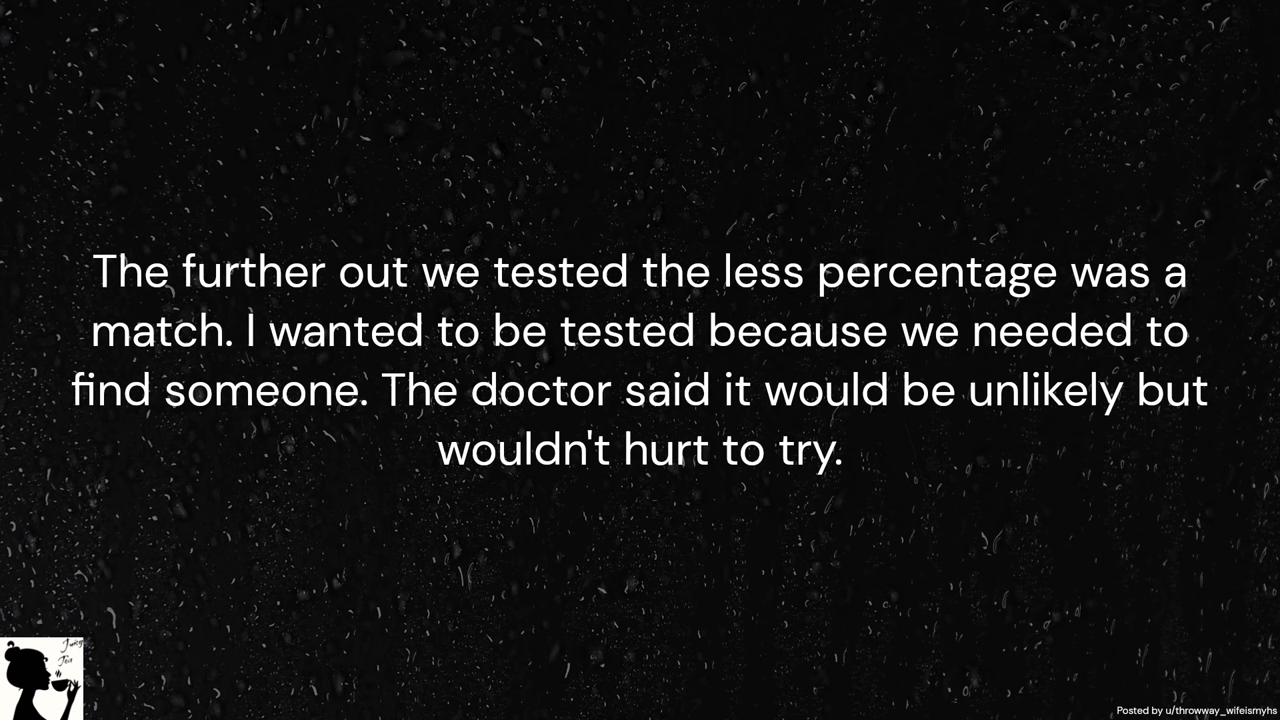 The further out we tested the less percentage was a
match. I wanted to be tested because we needed to
find someone. The doctor said it would be unlikely but
wouldn't hurt to try.
Tea
Posted by u/throwway_wifeismyhs